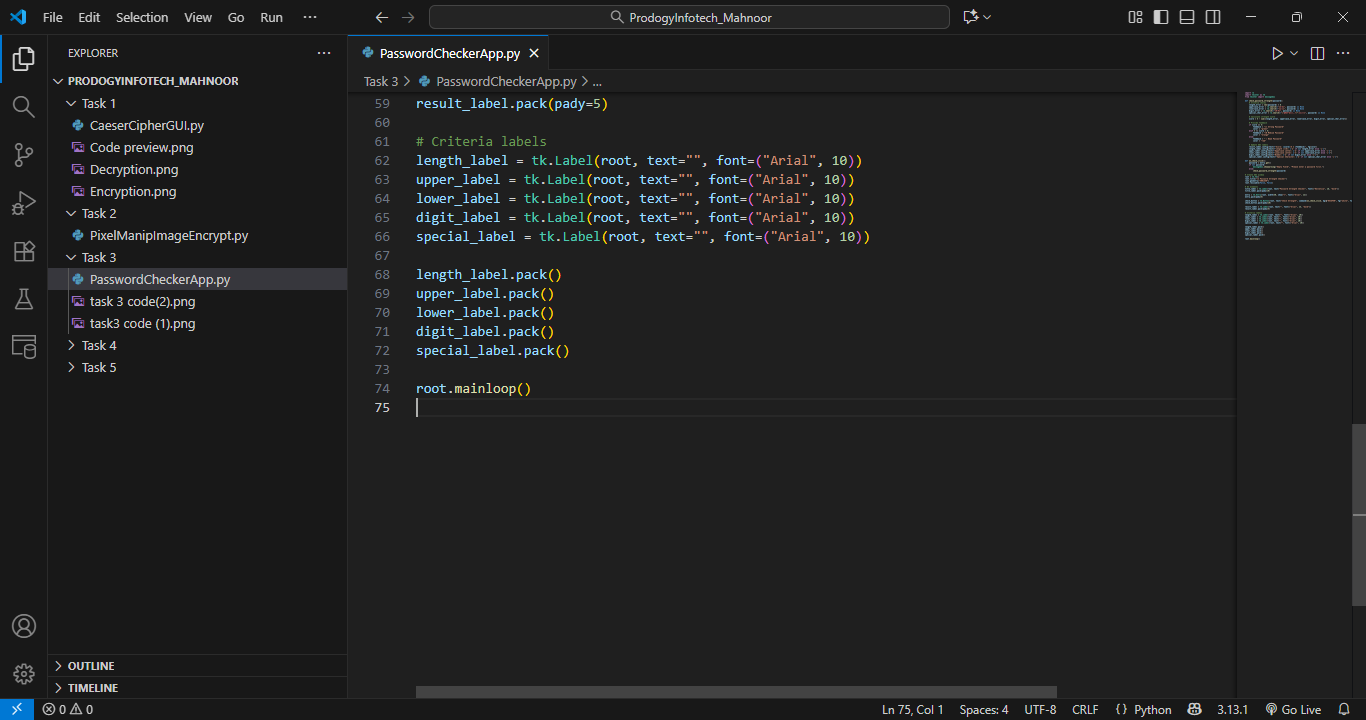 File Edit Selection View Go Run ···
ProdogyInfotech_Mahnoor
EXPLORER
PRODOGYINFOTECH_MAHNOOR
Task 1
CaeserCipherGUI.py
Code preview.png
Decryption.png
Encryption.png
Task 2
PixelManipImageEncrypt.py
Task 3
PasswordCheckerApp.py
task 3 code(2).png
task3 code (1).png
Task 4
Task 5
OUTLINE
TIMELINE
PasswordCheckerApp.py
Task 3 > PasswordCheckerApp.py > ...
59 result_label.pack(pady=5)
60
61 # Criteria labels
62 length_label = tk.Label(root, text="", font=("Arial", 10))
63 upper_label = tk.Label(root, text="", font=("Arial", 10))
64 lower_label = tk.Label(root, text="", font=("Arial", 10))
65 digit_label = tk.Label(root, text="", font=("Arial", 10))
66 special_label = tk.Label(root, text="", font=("Arial", 10))
67
68 length_label.pack()
69 upper_label.pack()
70 lower_label.pack()
71 digit_label.pack()
72 special_label.pack()
73
74 root.mainloop()
75
0 0 Ln 75, Col 1 Spaces: 4 UTF-8 CRLF {} Python 3.13.1 Go Live